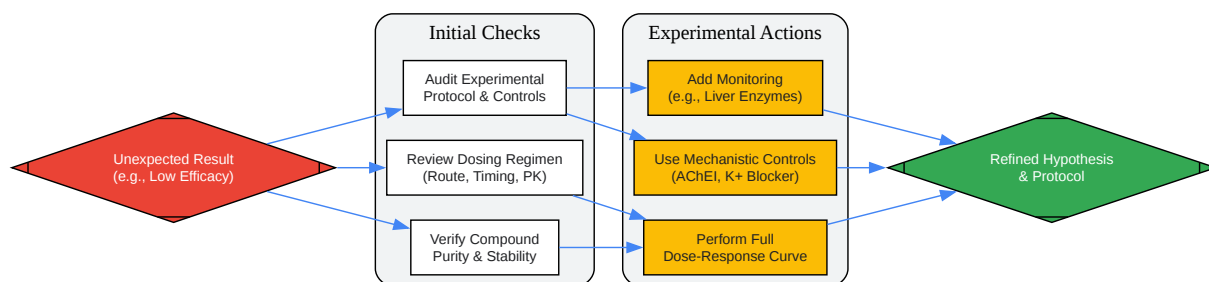 Unexpected Result
(e.g., Low Efficacy)
Initial Checks
Audit Experimental
Protocol & Controls
Review Dosing Regimen
(Route, Timing, PK)
Verify Compound
Purity & Stability
Experimental Actions
Add Monitoring
(e.g., Liver Enzymes)
Use Mechanistic Controls
(AChEI, K+ Blocker)
Perform Full
Dose-Response Curve
Refined Hypothesis
& Protocol